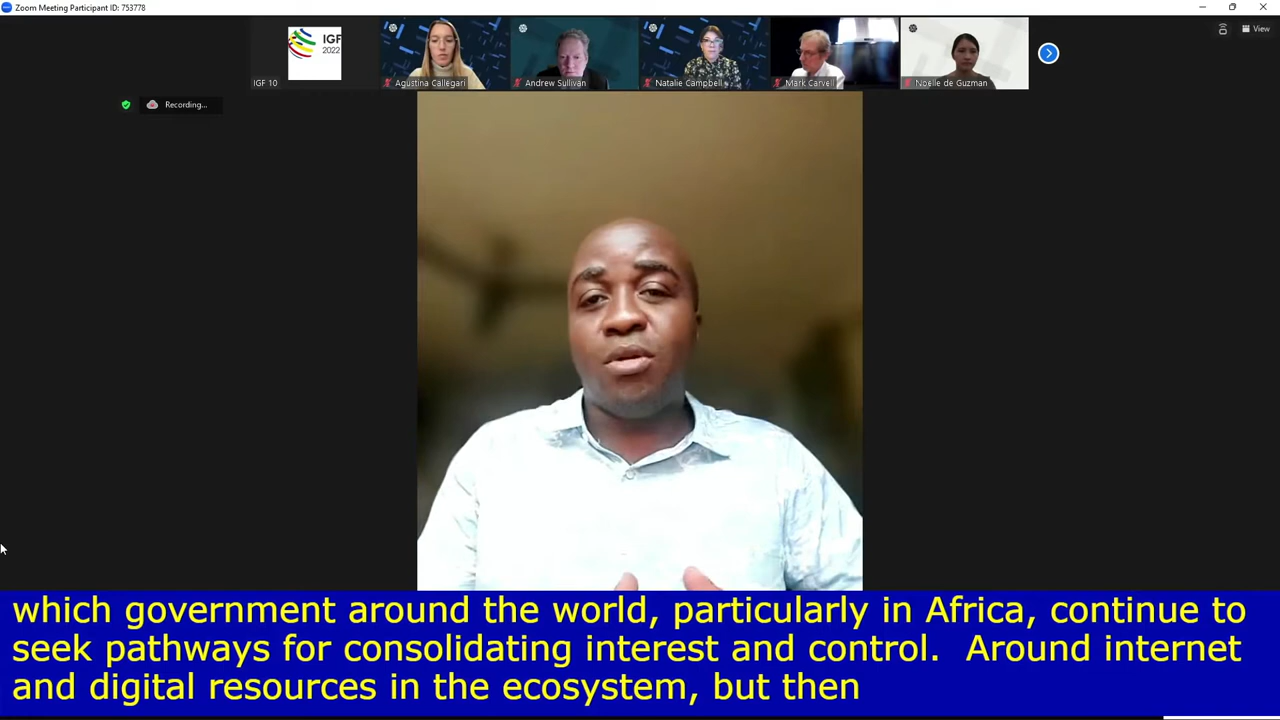 Zoom Meeting Participant ID: 753778
IGF
2022
IGF 10
Agustina Callegari
Andrew Sullivan
Natalie Campbell
Mark Carvell
Noelle de Guzman
View
Recording...
which government around the world, particularly in Africa, continue to
seek pathways for consolidating interest and control.  Around internet
and digital resources in the ecosystem, but then